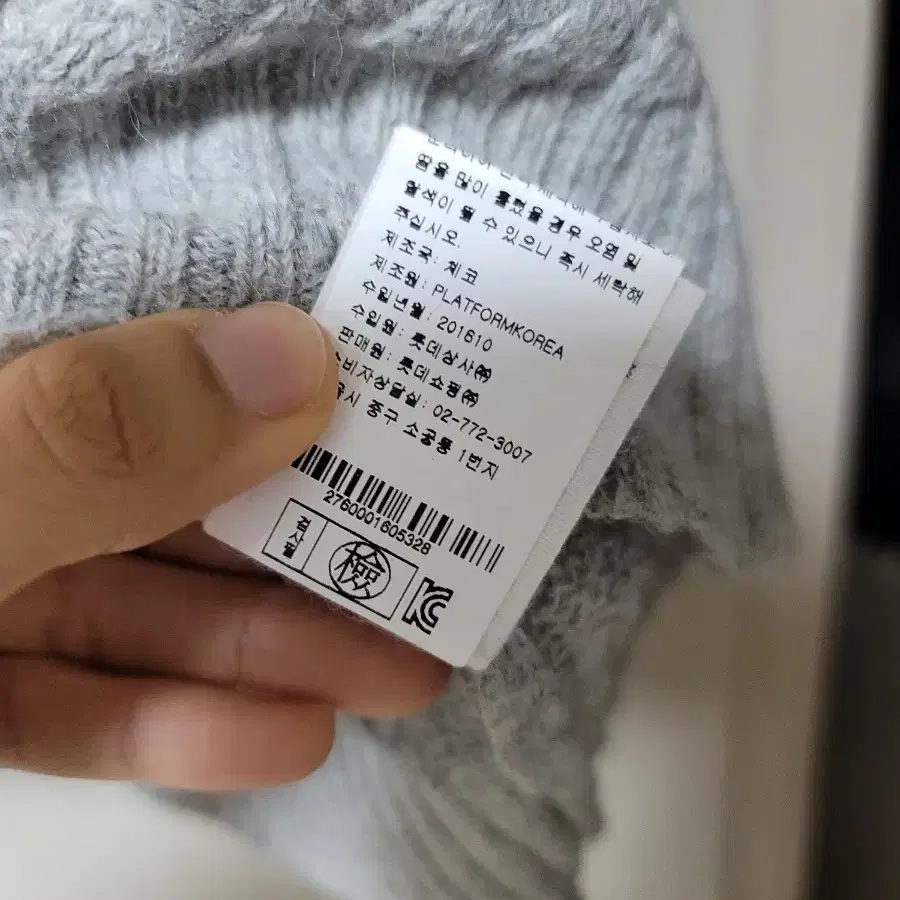 땀을 많이 흘렸을 경우 오염 및
탈색이 될 수 있으니 즉시 세탁해
주십시오.
제조국: 체코
제조원: PLATFORMKOREA
수입년월: 201610
수입원: 롯데상사㈜
판매원: 롯데쇼핑㈜
소비자상담실: 02-772-3007
중구 소공동 1번지
2760001605328
검사필
檢
KC